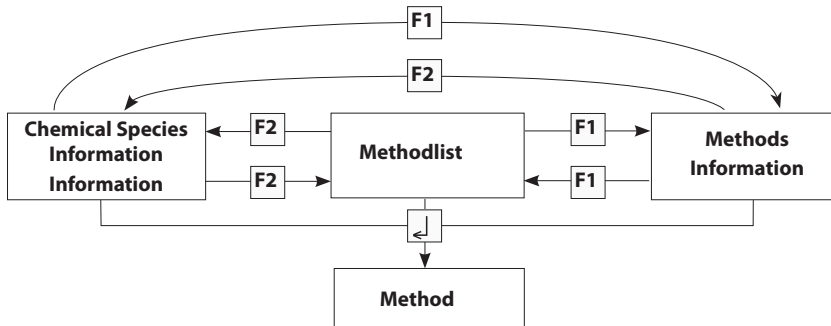 F1
F2
Chemical Species
Information
Information
F2
F2
Methodlist
F1
F1
Methods
Information
Method